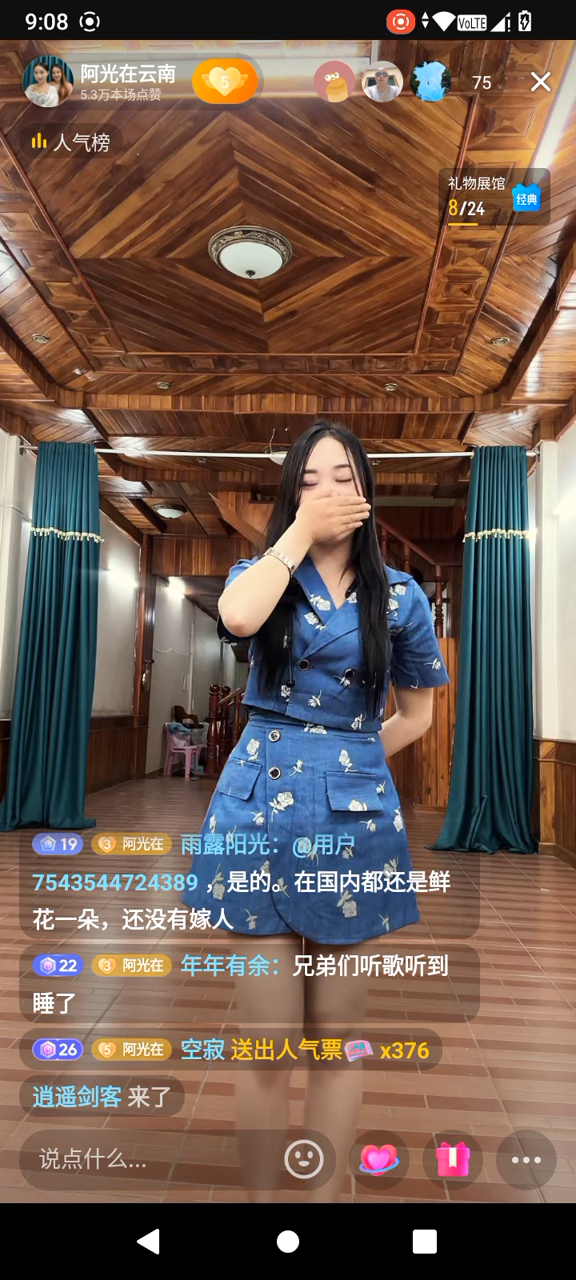 9:08
VoLTE
阿光在云南
5.3万本场点赞
5
75
人气榜
礼物展馆
8/24
经典
19 3 阿光在 雨露阳光：@用户
7543544724389，是的。在国内都还是鲜
花一朵，还没有嫁人
22 3 阿光在 年年有余：兄弟们听歌听到
睡了
26 5 阿光在 空寂 送出人气票 x376
逍遥剑客 来了
说点什么...